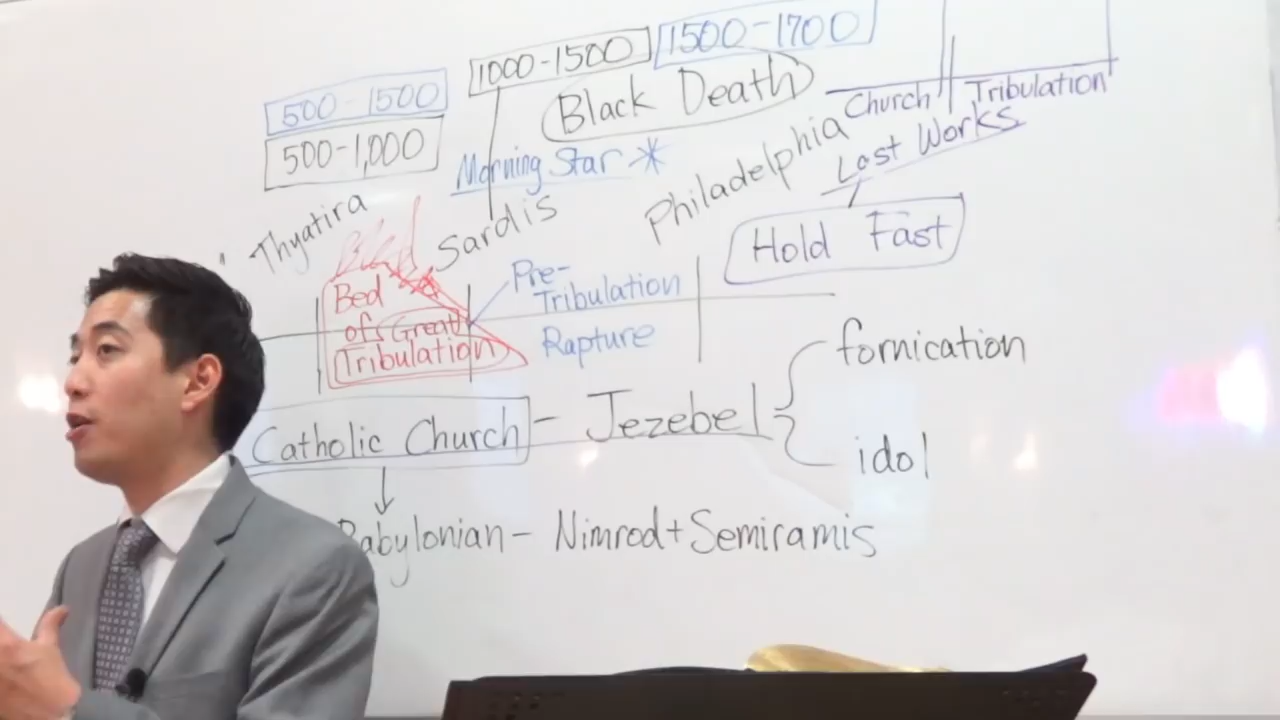 1000-1500
1500-1700
500-1500
Black Death
500-1,000
Church
Tribulation
Morning Star
Last Works
Thyatira
Sardis
Philadelphia
Hold Fast
Bed
of Great
Tribulation
Pre-
Tribulation
Rapture
fornication
Catholic Church - Jezebel
idol
Babylonian - Nimrod + Semiramis